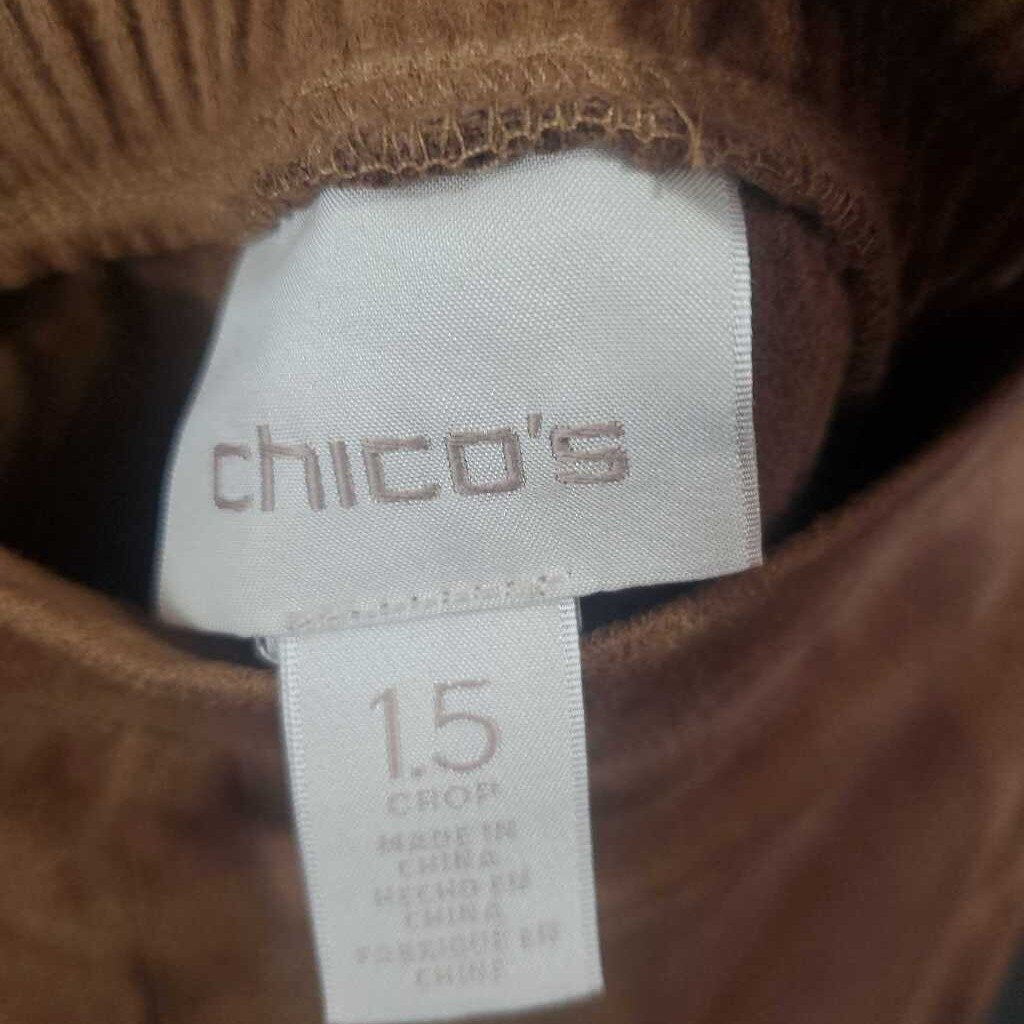 chico's
1.5
CROP
MADE IN
CHINA
HECHO EN
CHINA
FABRIQUE EN
CHINE